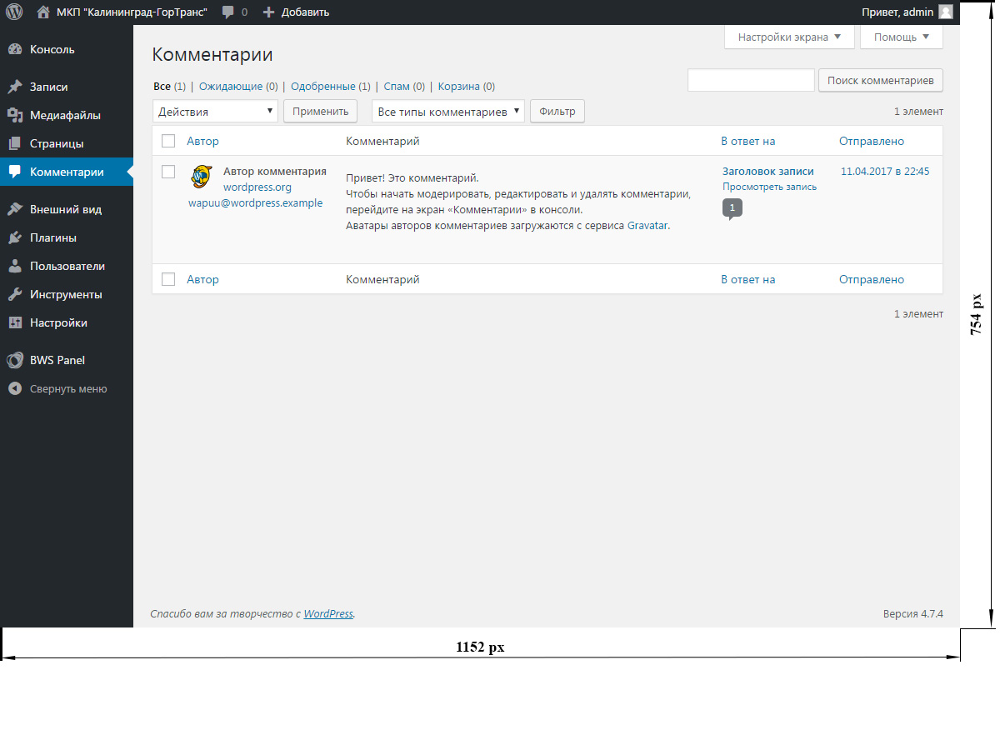 МКП "Калининград-ГорТранс" 0 Добавить Привет, admin
Консоль
Записи
Медиафайлы
Страницы
Комментарии
Внешний вид
Плагины
Пользователи
Инструменты
Настройки
BWS Panel
Свернуть меню
Настройки экрана ▼ Помощь ▼
Комментарии
Все (1) | Ожидающие (0) | Одобренные (1) | Спам (0) | Корзина (0)
Поиск комментариев
Действия ▼ Применить Все типы комментариев ▼ Фильтр
1 элемент
Автор Комментарий В ответ на Отправлено
Автор комментария
wordpress.org
wapuu@wordpress.example
Привет! Это комментарий.
Чтобы начать модерировать, редактировать и удалять комментарии,
перейдите на экран «Комментарии» в консоли.
Аватары авторов комментариев загружаются с сервиса Gravatar.
Заголовок записи
Просмотреть запись
1
11.04.2017 в 22:45
Автор Комментарий В ответ на Отправлено
1 элемент
Спасибо вам за творчество с WordPress.
Версия 4.7.4
754 px
1152 px